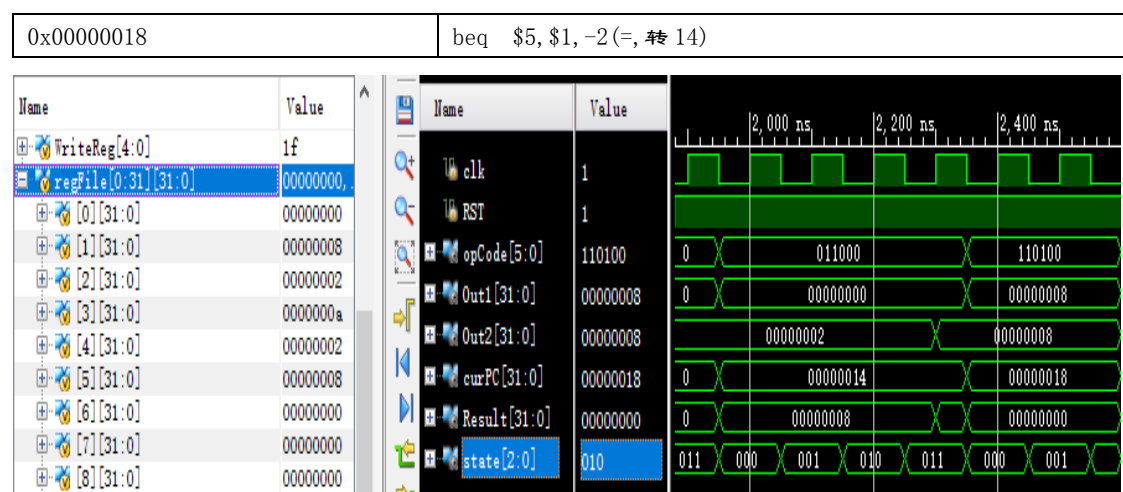 0x00000018 beq $5,$1,-2(=,转 14)
Name Value
WriteReg[4:0] 1f
regFile[0:31][31:0] 00000000,.
[0][31:0] 00000000
[1][31:0] 00000008
[2][31:0] 00000002
[3][31:0] 0000000a
[4][31:0] 00000002
[5][31:0] 00000008
[6][31:0] 00000000
[7][31:0] 00000000
[8][31:0] 00000000
Name Value
clk 1
RST 1
opCode[5:0] 110100
Out1[31:0] 00000008
Out2[31:0] 00000008
curPC[31:0] 00000018
Result[31:0] 00000000
state[2:0] 010
2,000 ns 2,200 ns 2,400 ns
0 011000 110100
0 00000000 00000008
00000002 00000008
0 00000014 00000018
0 00000008 00000000
011 000 001 010 011 000 001